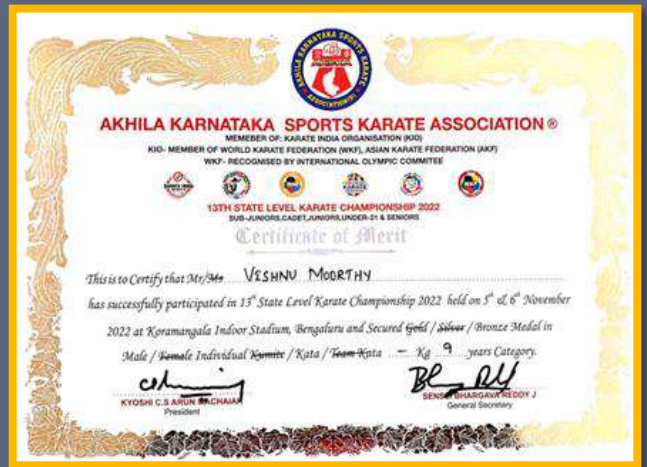 AKHILA KARNATAKA SPORTS KARATE ASSOCIATION ®
MEMEBER OF: KARATE INDIA ORGANISATION (KIO)
KIO- MEMBER OF WORLD KARATE FEDERATION (WKF), ASIAN KARATE FEDERATION (AKF)
WKF- RECOGNISED BY INTERNATIONAL OLYMPIC COMMITEE
13TH STATE LEVEL KARATE CHAMPIONSHIP 2022
SUB-JUNIORS,CADET,JUNIORS,UNDER-21 & SENIORS
Certificate of Merit
This is to Certify that Mr/Ms VISHNU MOORTHY
has successfully participated in 13th State Level Karate Championship 2022 held on 5th & 6th November
2022 at Koramangala Indoor Stadium, Bengaluru and Secured Gold / Silver / Bronze Medal in
Male / Female Individual Kumite / Kata / Team Kata - Kg 9 years Category.
KYOSHI C.S ARUN MACHAIAH
President
SENSEI BHARGAVA REDDY J
General Secretary